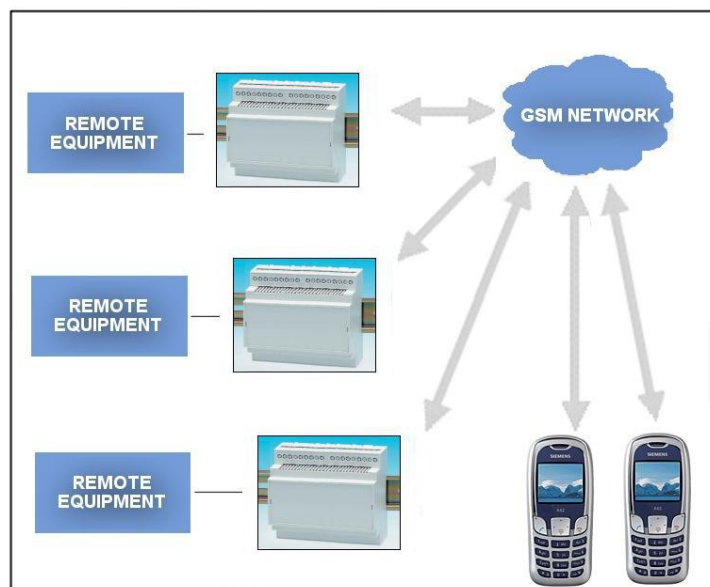 REMOTE
EQUIPMENT
GSM NETWORK
REMOTE
EQUIPMENT
REMOTE
EQUIPMENT
SIEMENS
SIEMENS